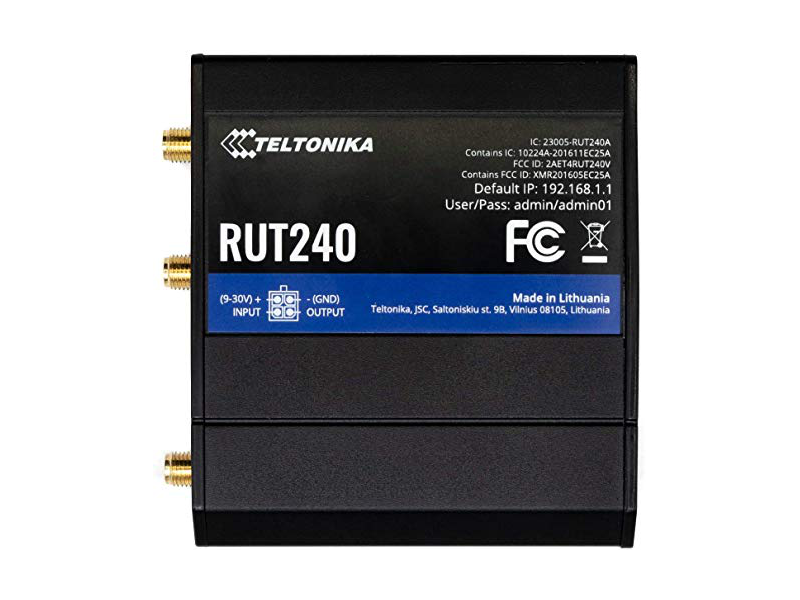 TELTONIKA
IC: 23005-RUT240A
Contains IC: 10224A-201611EC25A
FCC ID: 2AET4RUT240V
Contains FCC ID: XMR201605EC25A
Default IP: 192.168.1.1
User/Pass: admin/admin01
RUT240
FC
(9-30V) + - (GND)
INPUT OUTPUT
Made in Lithuania
Teltonika, JSC, Saltoniskiu st. 9B, Vilnius 08105, Lithuania